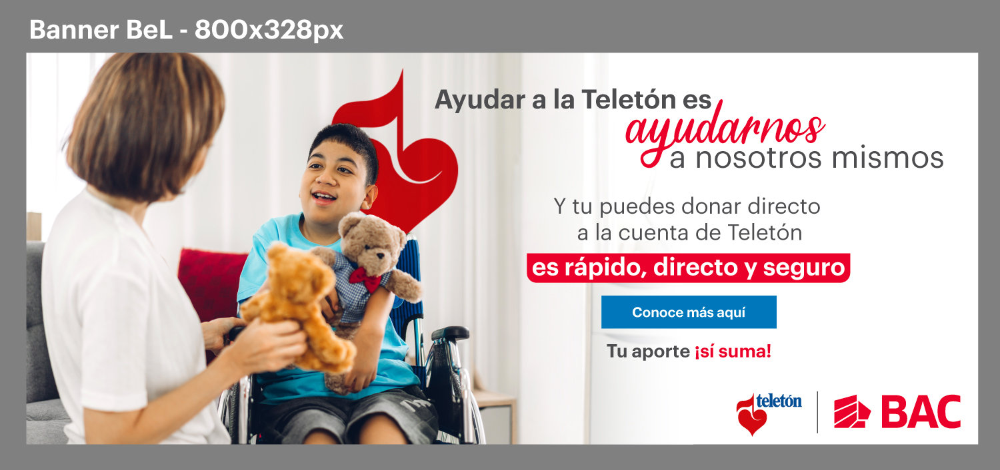 Banner BeL - 800x328px
Ayudar a la Teletón es
ayudarnos
a nosotros mismos
Y tu puedes donar directo
a la cuenta de Teletón
es rápido, directo y seguro
Conoce más aquí
Tu aporte ¡sí suma!
teletón
BAC